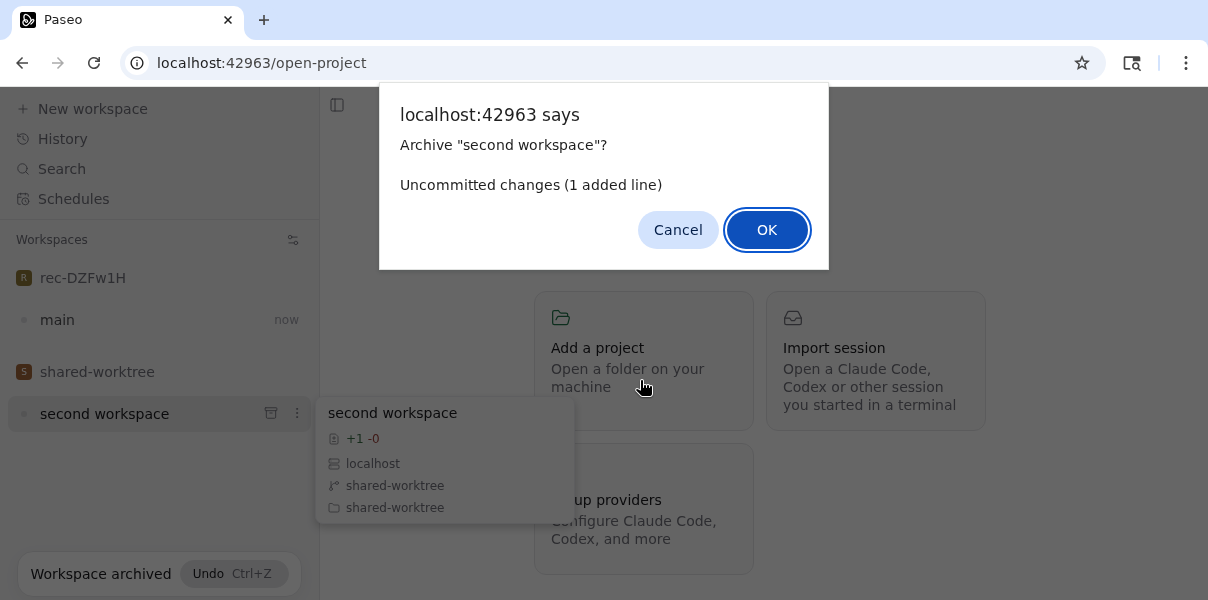 Paseo
localhost:42963/open-project
New workspace
History
Search
Schedules
Workspaces
R
rec-DZFw1H
main
now
S
shared-worktree
second workspace
localhost:42963 says
Archive "second workspace"?
Uncommitted changes (1 added line)
Cancel
OK
Add a project
Open a folder on your
machine
Import session
Open a Claude Code,
Codex or other session
you started in a terminal
second workspace
+1 -0
localhost
shared-worktree
shared-worktree
up providers
Configure Claude Code,
Codex, and more
Workspace archived
Undo
Ctrl+Z